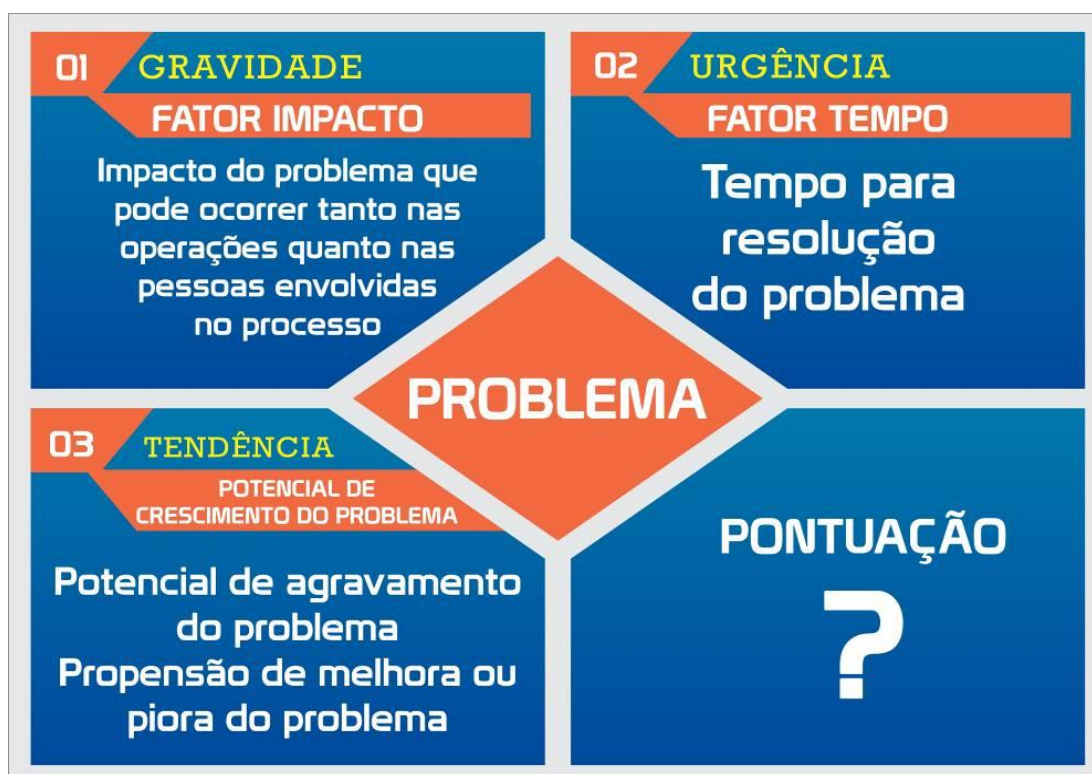 01 GRAVIDADE
FATOR IMPACTO
Impacto do problema que
pode ocorrer tanto nas
operações quanto nas
pessoas envolvidas
no processo
02 URGÊNCIA
FATOR TEMPO
Tempo para
resolução
do problema
PROBLEMA
03 TENDÊNCIA
POTENCIAL DE
CRESCIMENTO DO PROBLEMA
Potencial de agravamento
do problema
Propensão de melhora ou
piora do problema
PONTUAÇÃO
?